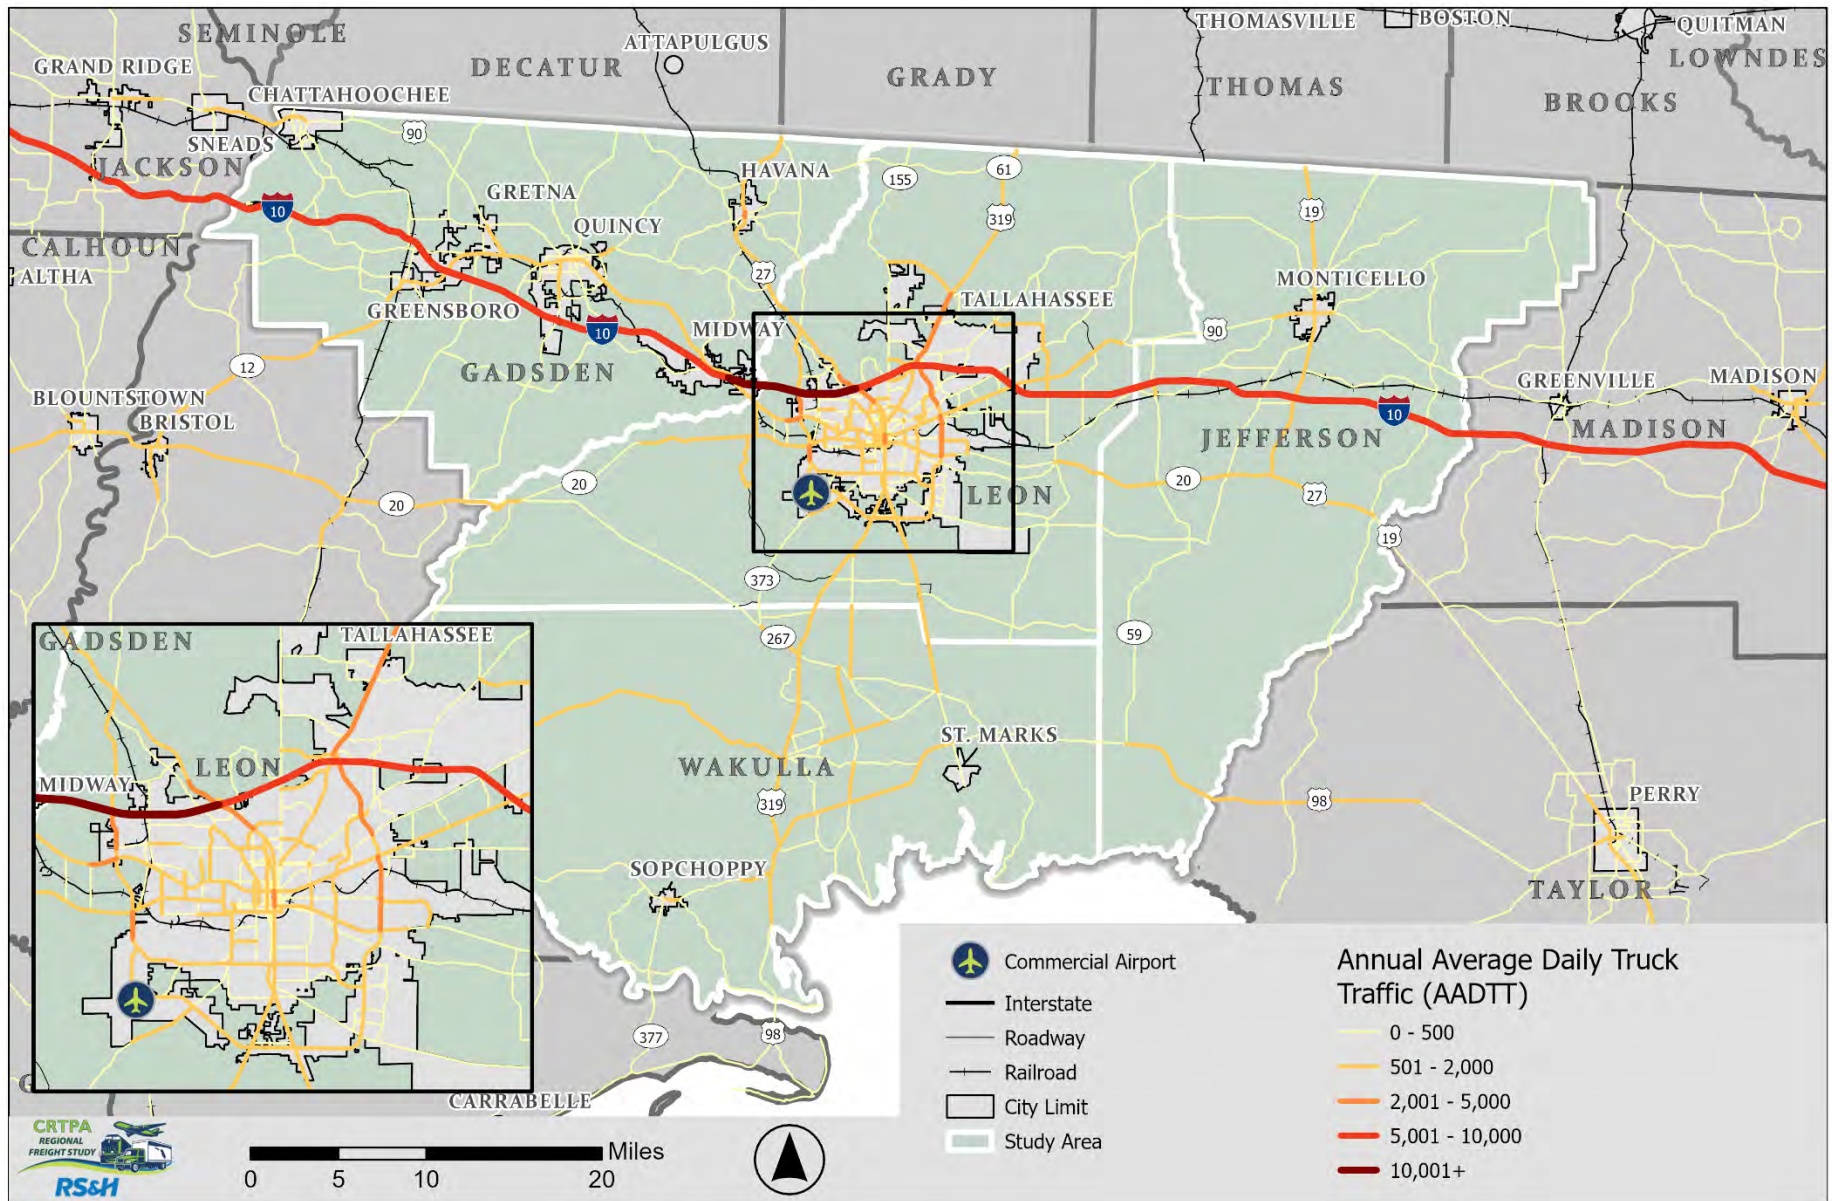 SEMINOLE
ATTAPULGUS
THOMASVILLE
BOSTON
QUITMAN
GRAND RIDGE
DECATUR
GRADY
THOMAS
LOWNDES
CHATTAHOOCHEE
BROOKS
90
SNEADS
JACKSON
HAVANA
155
61
10
GRETNA
319
19
QUINCY
CALHOUN
ALTHA
27
MONTICELLO
GREENSBORO
TALLAHASSEE
10
MIDWAY
90
12
GADSDEN
GREENVILLE
MADISON
BLOUNTSTOWN
BRISTOL
10
JEFFERSON
MADISON
20
20
LEON
27
20
19
373
GADSDEN
TALLAHASSEE
267
59
ST. MARKS
LEON
WAKULLA
MIDWAY
319
98
PERRY
SOPCHOPPY
TAYLOR
377
98
G
CARRABELLE
Commercial Airport
Interstate
Roadway
Railroad
City Limit
Study Area
Annual Average Daily Truck
Traffic (AADTT)
0 - 500
501 - 2,000
2,001 - 5,000
5,001 - 10,000
10,001+
CRTPA
REGIONAL
FREIGHT STUDY
RS&H
Miles
0 5 10 20